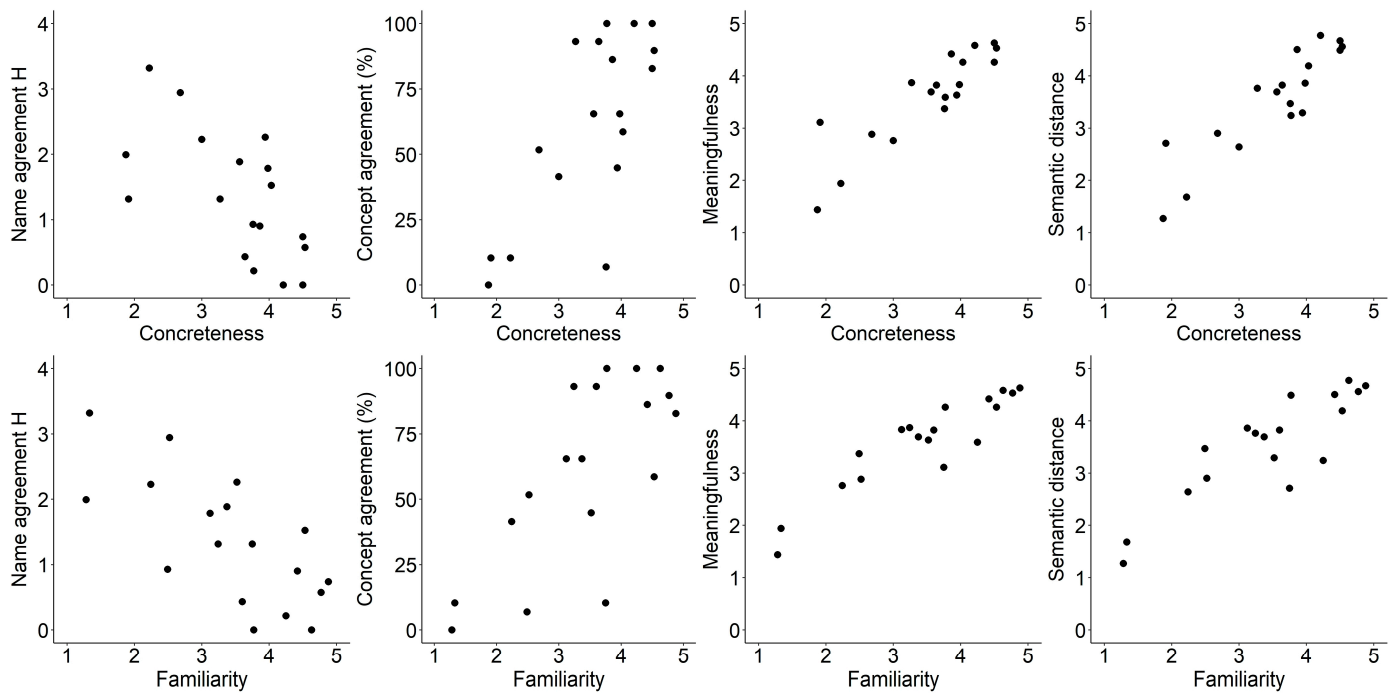 Name agreement H
4
3
2
1
0
1 2 3 4 5
Concreteness
Concept agreement (%)
100
75
50
25
0
1 2 3 4 5
Concreteness
Meaningfulness
5
4
3
2
1
0
1 2 3 4 5
Concreteness
Semantic distance
5
4
3
2
1
0
1 2 3 4 5
Concreteness
Name agreement H
4
3
2
1
0
1 2 3 4 5
Familiarity
Concept agreement (%)
100
75
50
25
0
1 2 3 4 5
Familiarity
Meaningfulness
5
4
3
2
1
0
1 2 3 4 5
Familiarity
Semantic distance
5
4
3
2
1
0
1 2 3 4 5
Familiarity